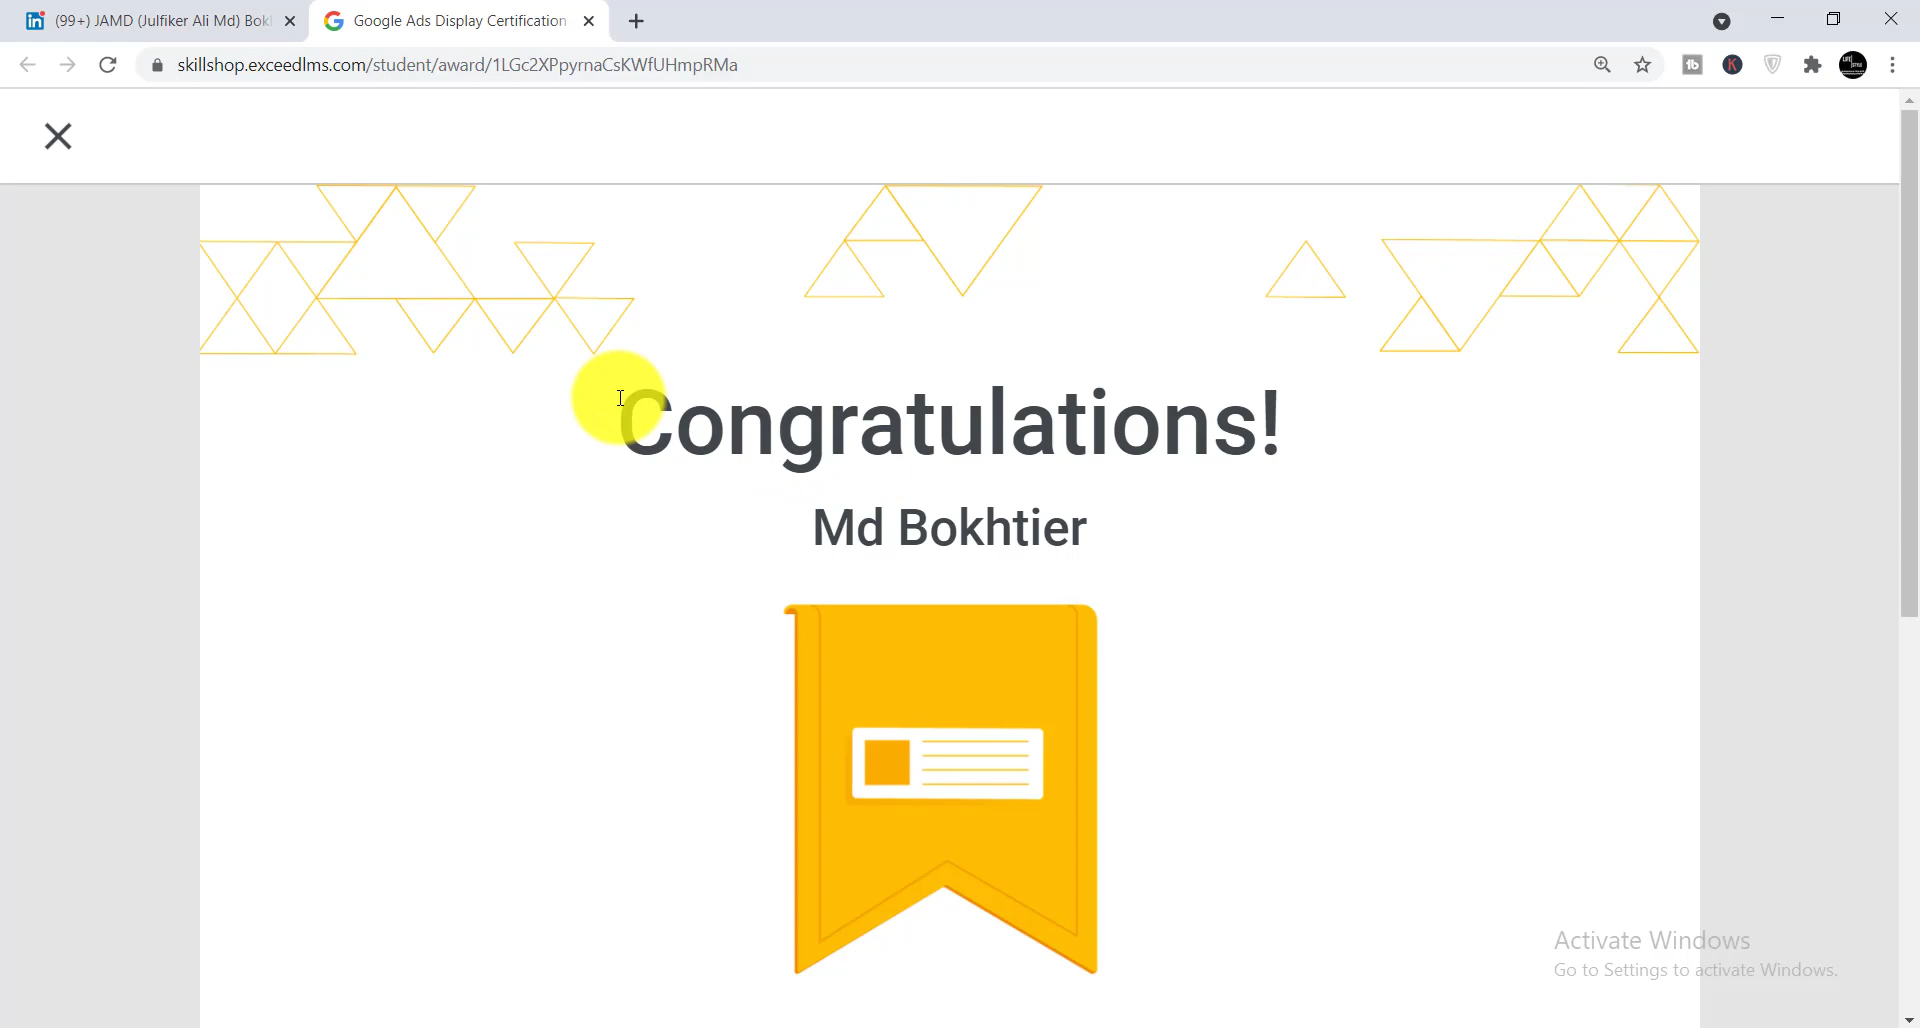 (99+) JAMD (Julfiker Ali Md) Bok
Google Ads Display Certification
skillshop.exceedlms.com/student/award/1LGc2XPpyrnaCsKWfUHmpRMa
Congratulations!
Md Bokhtier
Activate Windows
Go to Settings to activate Windows.